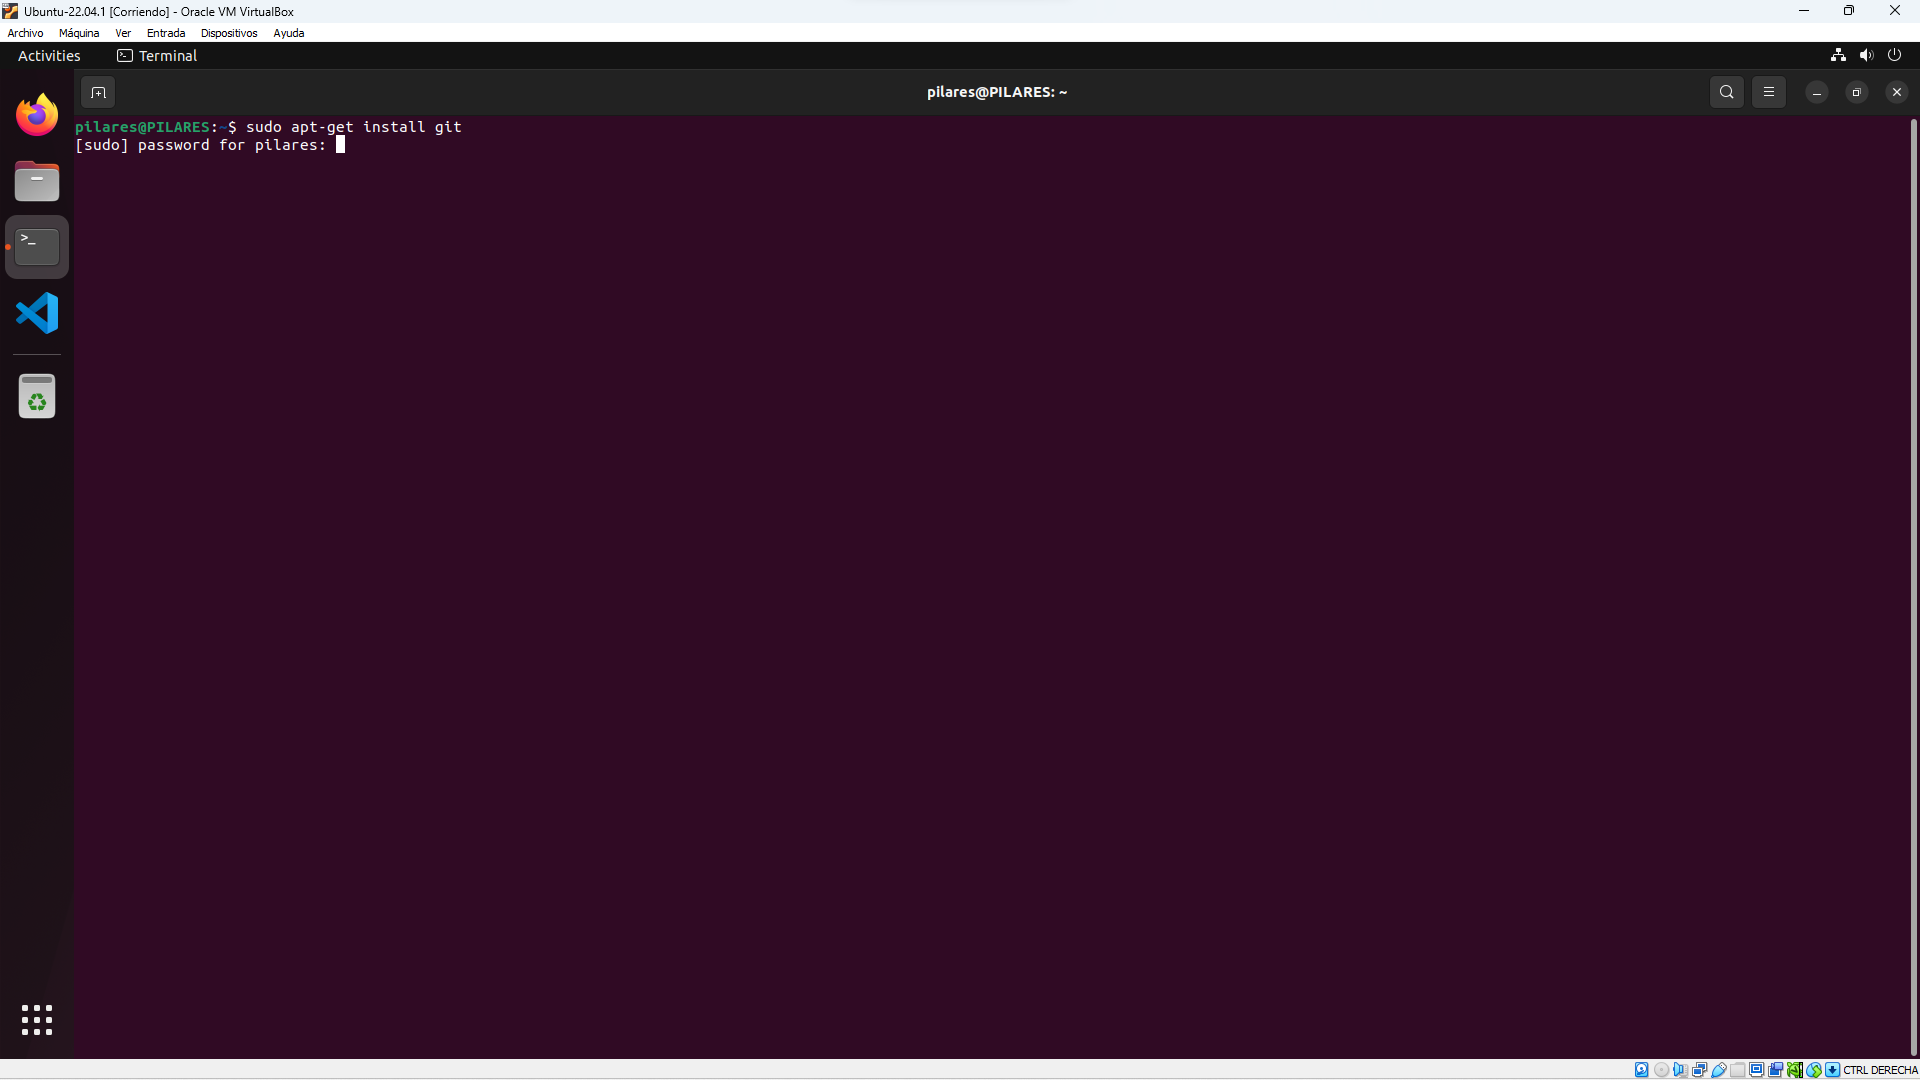 Ubuntu-22.04.1 [Corriendo] - Oracle VM VirtualBox
Archivo Máquina Ver Entrada Dispositivos Ayuda
Activities Terminal
pilares@PILARES: ~
pilares@PILARES:~$ sudo apt-get install git
[sudo] password for pilares:
CTRL DERECHA